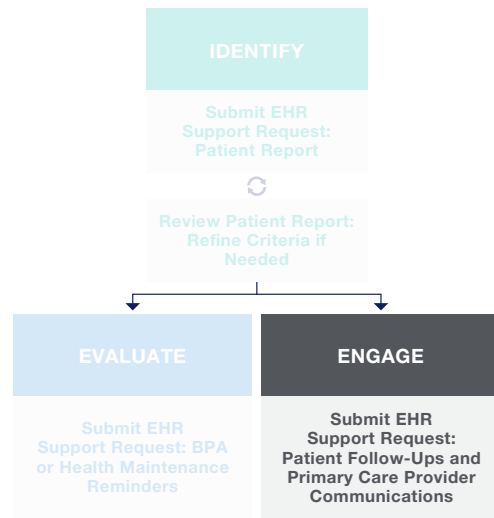 IDENTIFY
Submit EHR
Support Request:
Patient Report
Review Patient Report:
Refine Criteria if
Needed
EVALUATE
Submit EHR
Support Request: BPA
or Health Maintenance
Reminders
ENGAGE
Submit EHR
Support Request:
Patient Follow-Ups and
Primary Care Provider
Communications